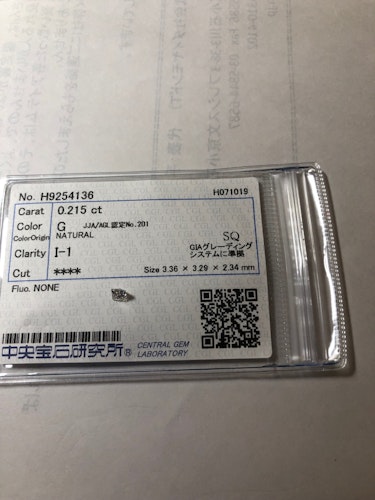 No. H9254136
H071019
Carat 0.215 ct
Color G JJA/AGL認定No.201
ColorOrigin NATURAL
SQ
Clarity I-1
GIAグレーディング
システムに準拠
Cut ****
Size 3.36 × 3.29 × 2.34 mm
Fluo. NONE
中央宝石研究所®
CENTRAL GEM
LABORATORY